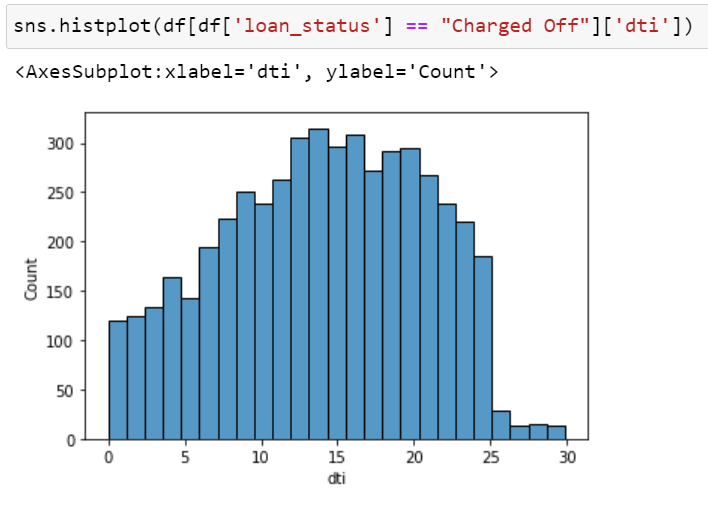 sns.histplot(df[df['loan_status'] == "Charged Off"]['dti'])
<AxesSubplot:xlabel='dti', ylabel='Count'>
300
250
200
150
100
50
0
Count
0 5 10 15 20 25 30
dti